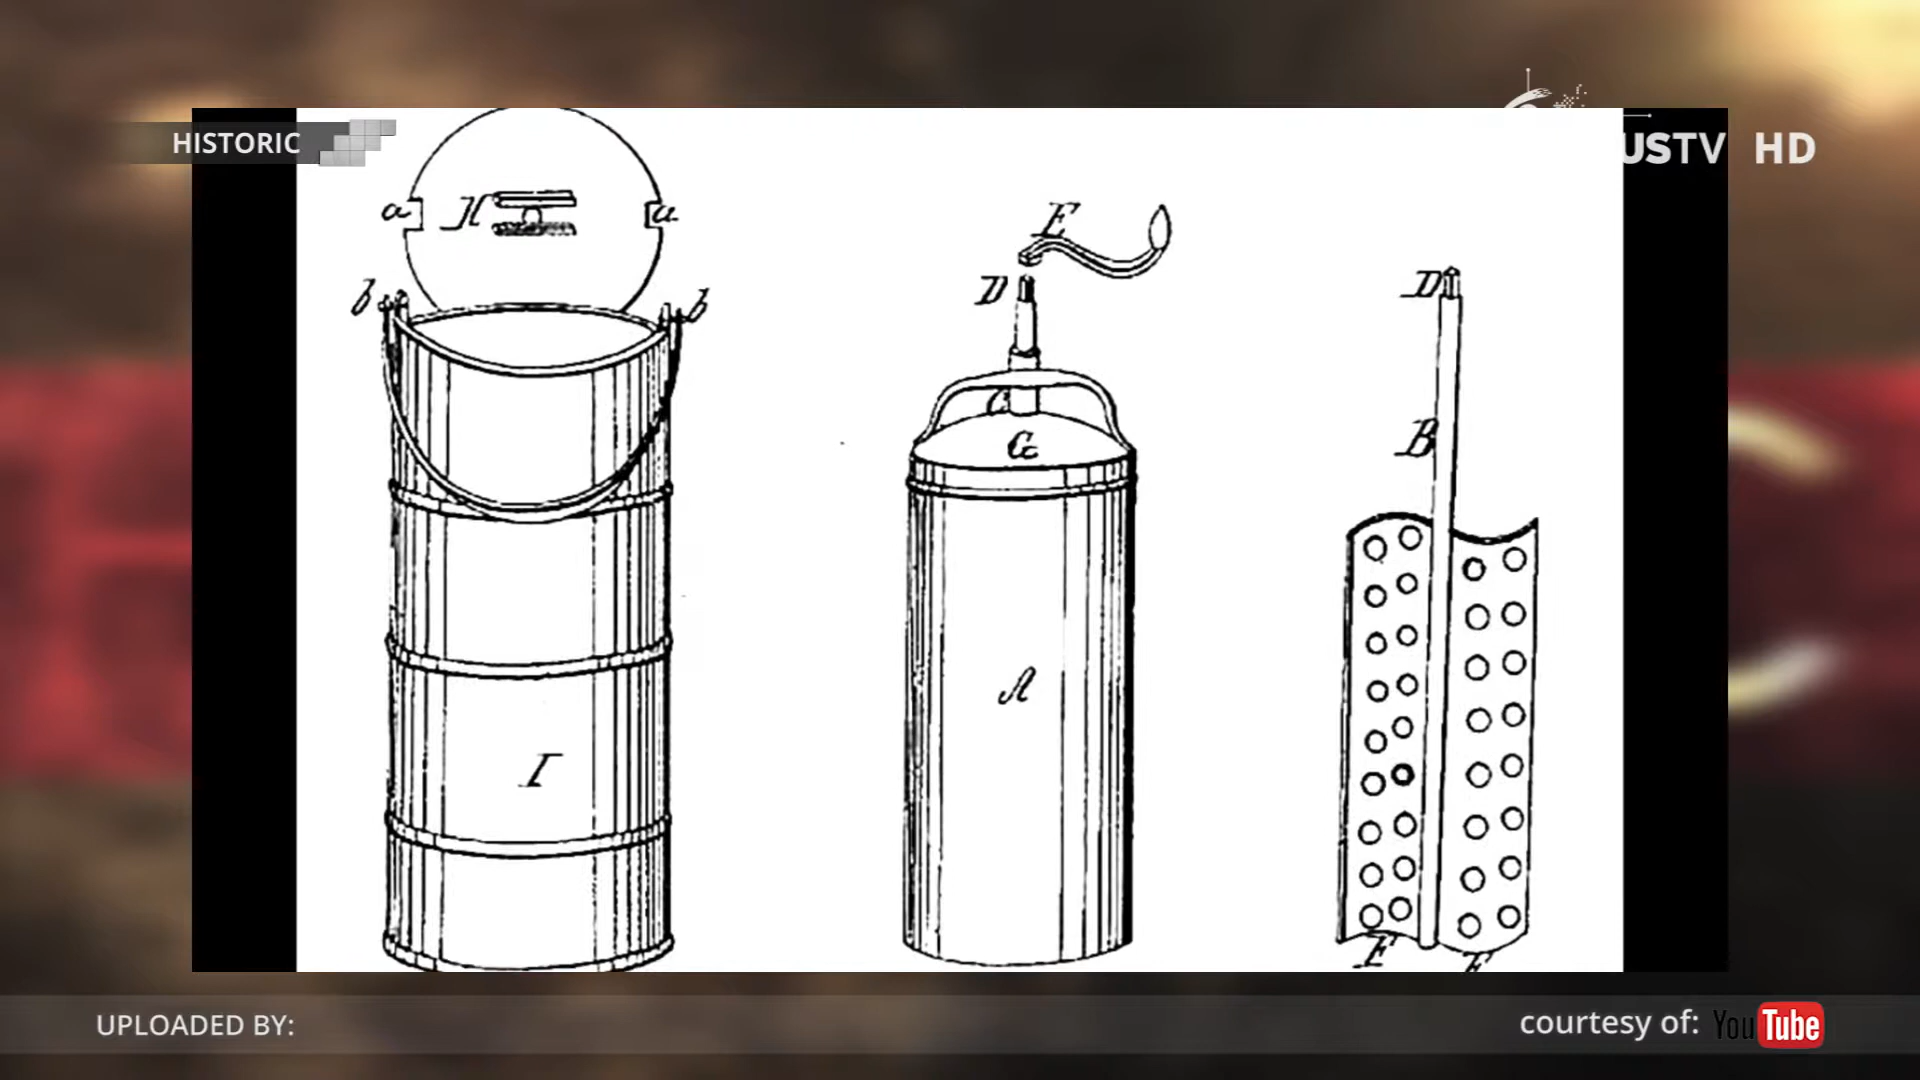 HISTORIC
USTV HD
a H a
b b
E
D
C
G
I
A
D
B
F F
UPLOADED BY:
courtesy of: YouTube